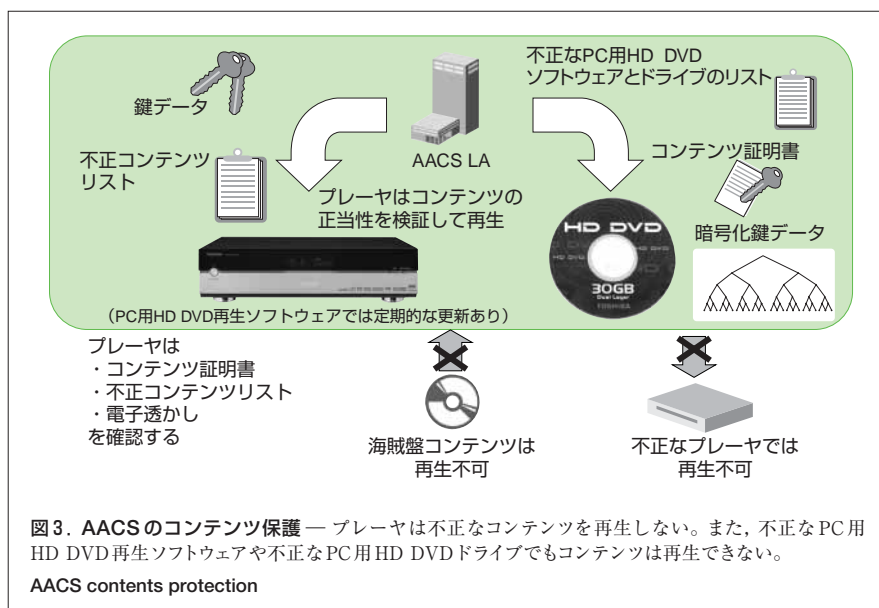 鍵データ
不正コンテンツ
リスト
AACS LA
不正なPC用HD DVD
ソフトウェアとドライブのリスト
コンテンツ証明書
暗号化鍵データ
プレーヤはコンテンツの
正当性を検証して再生
HD DVD
30GB
Dual Layer
TOSHIBA
(PC用HD DVD再生ソフトウェアでは定期的な更新あり)
プレーヤは
・コンテンツ証明書
・不正コンテンツリスト
・電子透かし
を確認する
海賊盤コンテンツは
再生不可
不正なプレーヤでは
再生不可
図3．AACSのコンテンツ保護 — プレーヤは不正なコンテンツを再生しない。また，不正なPC用
HD DVD再生ソフトウェアや不正なPC用HD DVDドライブでもコンテンツは再生できない。
AACS contents protection